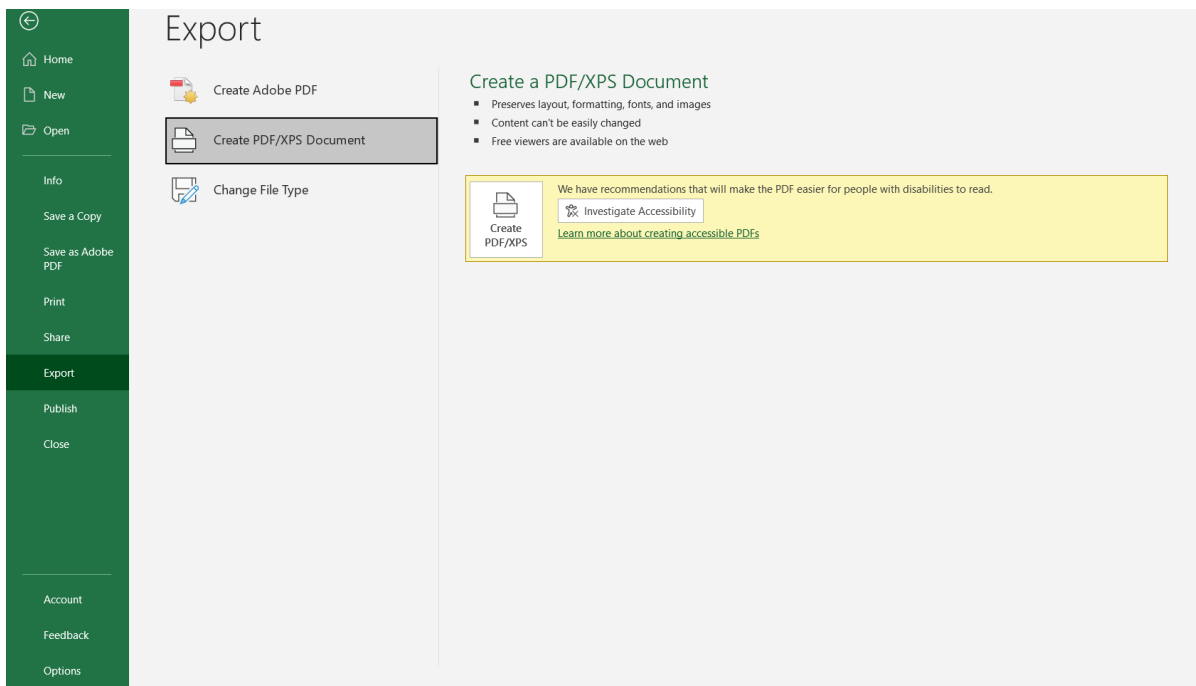 Home
New
Open
Info
Save a Copy
Save as Adobe
PDF
Print
Share
Export
Publish
Close
Account
Feedback
Options
Export
Create Adobe PDF
Create PDF/XPS Document
Change File Type
Create a PDF/XPS Document
Preserves layout, formatting, fonts, and images
Content can't be easily changed
Free viewers are available on the web
Create
PDF/XPS
We have recommendations that will make the PDF easier for people with disabilities to read.
Investigate Accessibility
Learn more about creating accessible PDFs